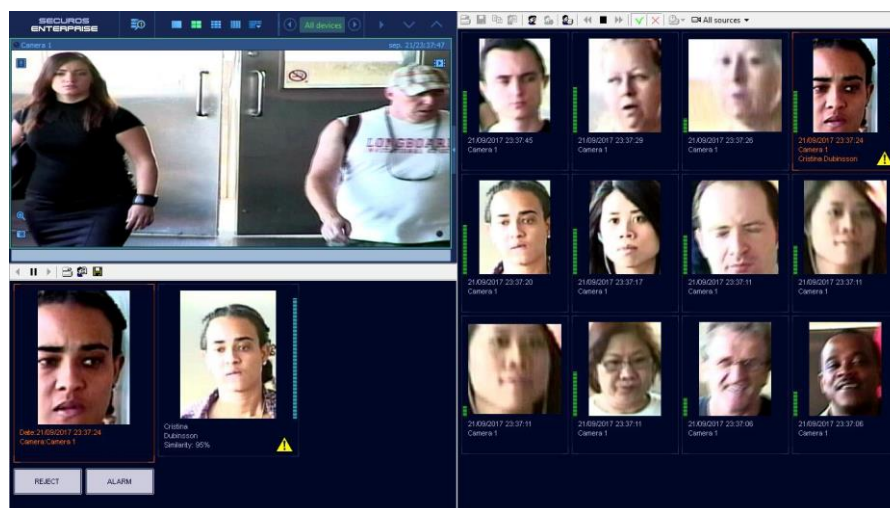 SECUROS
ENTERPRISE
All devices
Camera 1
sep. 21/23:37:47
LONGBOARD
Date:21/09/2017 23:37:24
Camera:Camera 1
Cristina
Dubinsson
Similarity: 95%
REJECT
ALARM
All sources
21/09/2017 23:37:45
Camera 1
21/09/2017 23:37:29
Camera 1
21/09/2017 23:37:26
Camera 1
21/09/2017 23:37:24
Camera 1
Cristina Dubinsson
21/09/2017 23:37:20
Camera 1
21/09/2017 23:37:17
Camera 1
21/09/2017 23:37:11
Camera 1
21/09/2017 23:37:11
Camera 1
21/09/2017 23:37:11
Camera 1
21/09/2017 23:37:11
Camera 1
21/09/2017 23:37:06
Camera 1
21/09/2017 23:37:06
Camera 1